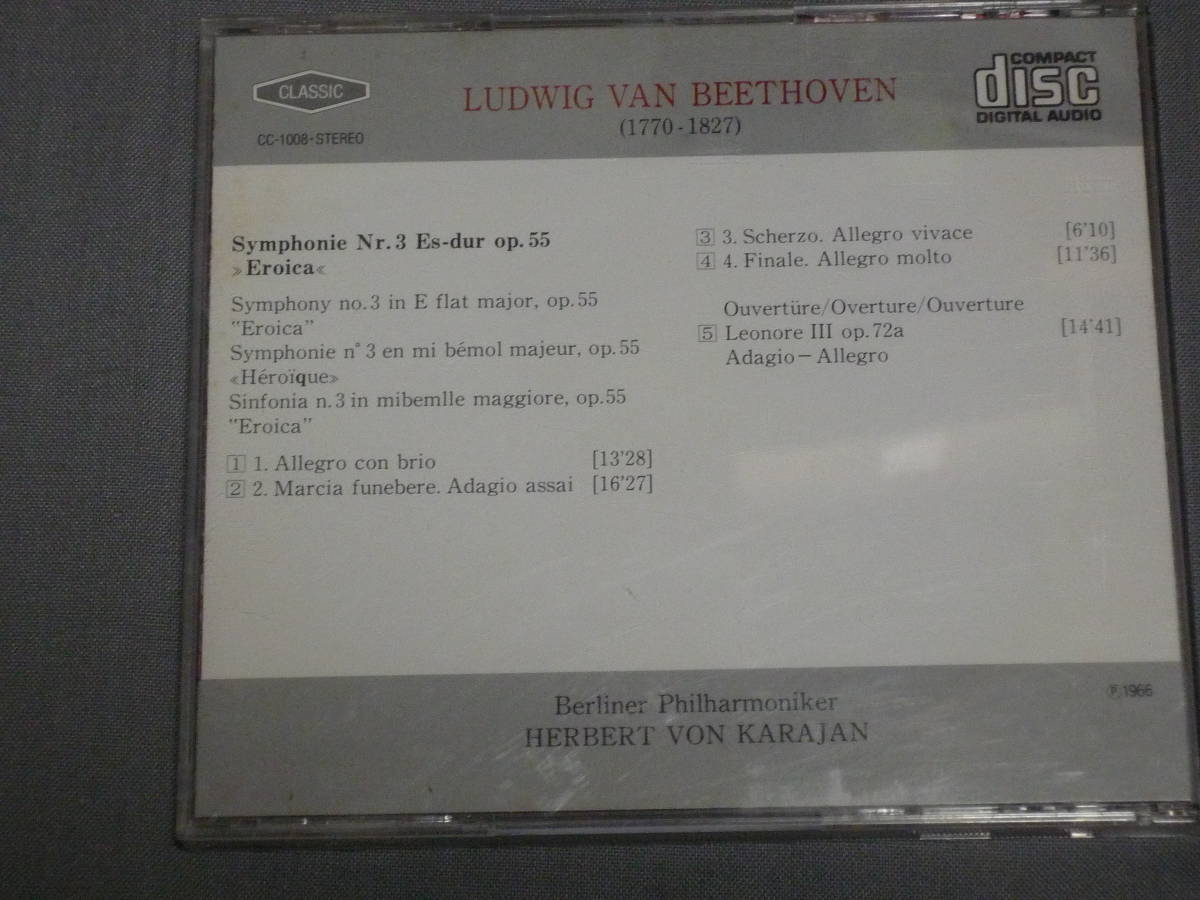 CLASSIC
CC-1008・STEREO
LUDWIG VAN BEETHOVEN
(1770-1827)
COMPACT
disc
DIGITAL AUDIO
Symphonie Nr.3 Es-dur op.55
»Eroica«
Symphony no.3 in E flat major, op.55
"Eroica"
Symphonie n°3 en mi bémol majeur, op.55
«Héroïque»
Sinfonia n.3 in mibemlle maggiore, op.55
"Eroica"
1 1. Allegro con brio [13'28]
2 2. Marcia funebere. Adagio assai [16'27]
3 3. Scherzo. Allegro vivace [6'10]
4 4. Finale. Allegro molto [11'36]
Ouvertüre/Overture/Ouverture
5 Leonore III op.72a [14'41]
Adagio－Allegro
Berliner Philharmoniker
HERBERT VON KARAJAN
℗1966